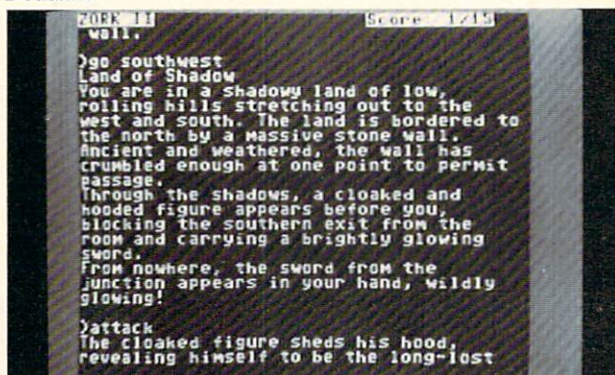 ZORK II Score: 1/15
wall.
>go southwest
Land of Shadow
You are in a shadowy land of low,
rolling hills stretching out to the
west and south. The land is bordered to
the north by a massive stone wall.
Ancient and weathered, the wall has
crumbled enough at one point to permit
passage.
Through the shadows, a cloaked and
hooded figure appears before you,
blocking the southern exit from the
room and carrying a brightly glowing
sword.
From nowhere, the sword from the
junction appears in your hand, wildly
glowing!
>attack
The cloaked figure sheds his hood,
revealing himself to be the long-lost